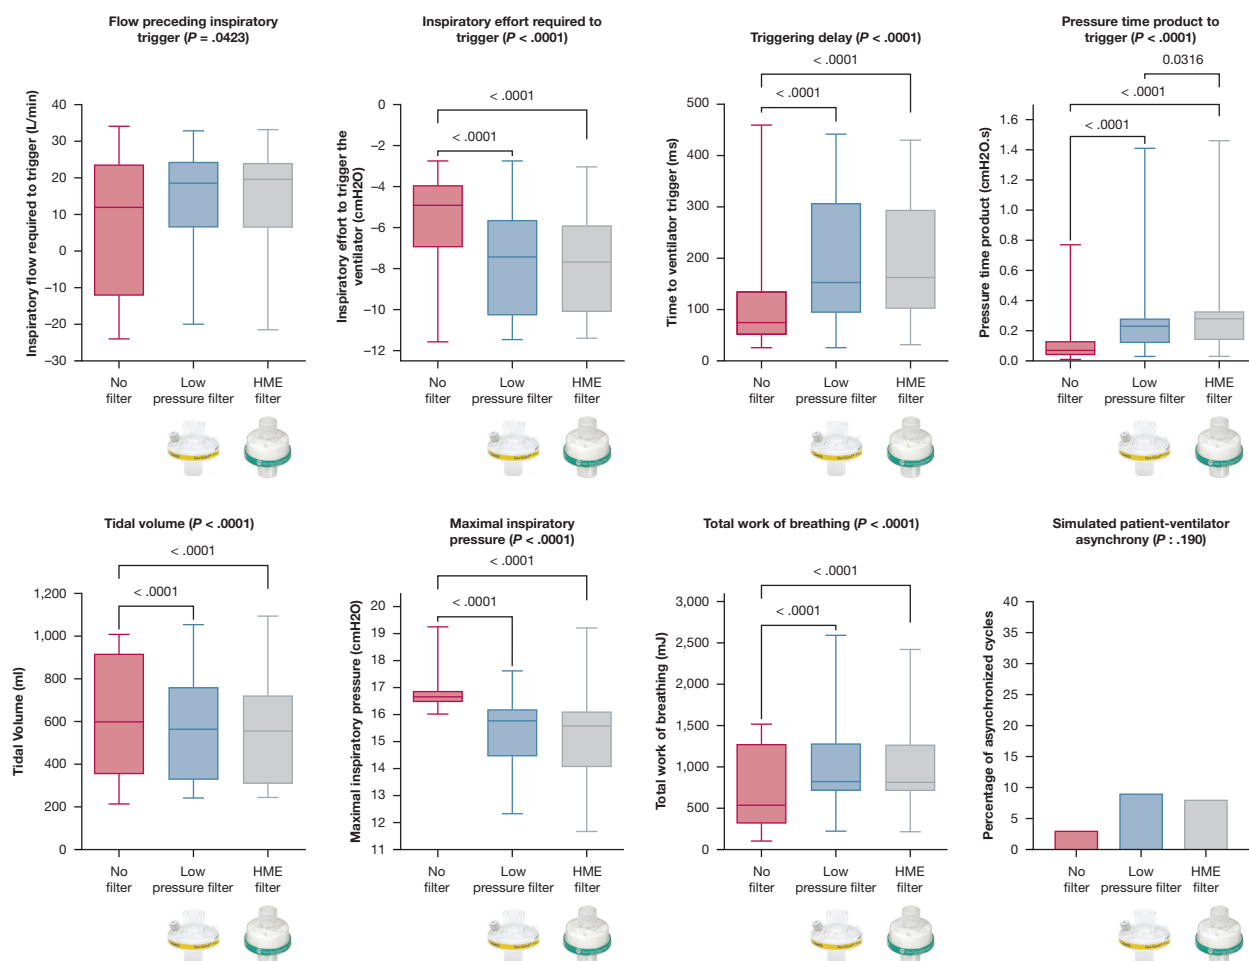 Flow preceding inspiratory
trigger (P = .0423)
Inspiratory flow required to trigger (L/min)
40
30
20
10
0
–10
–20
–30
No
filter
Low
pressure filter
HME
filter
Inspiratory effort required to
trigger (P < .0001)
< .0001
< .0001
Inspiratory effort to trigger the
ventilator (cmH2O)
0
–2
–4
–6
–8
–10
–12
No
filter
Low
pressure filter
HME
filter
Triggering delay (P < .0001)
< .0001
< .0001
Time to ventilator trigger (ms)
500
400
300
200
100
0
No
filter
Low
pressure filter
HME
filter
Pressure time product to
trigger (P < .0001)
0.0316
< .0001
< .0001
Pressure time product (cmH2O.s)
1.6
1.4
1.2
1.0
0.8
0.6
0.4
0.2
0.0
No
filter
Low
pressure filter
HME
filter
Tidal volume (P < .0001)
< .0001
< .0001
Tidal Volume (ml)
1,200
1,000
800
600
400
200
0
No
filter
Low
pressure filter
HME
filter
Maximal inspiratory
pressure (P < .0001)
< .0001
< .0001
Maximal inspiratory pressure (cmH2O)
20
19
18
17
16
15
14
13
12
11
No
filter
Low
pressure filter
HME
filter
Total work of breathing (P < .0001)
< .0001
< .0001
Total work of breathing (mJ)
3,000
2,500
2,000
1,500
1,000
500
0
No
filter
Low
pressure filter
HME
filter
Simulated patient-ventilator
asynchrony (P : .190)
Percentage of asynchronized cycles
40
35
30
25
20
15
10
5
0
No
filter
Low
pressure filter
HME
filter